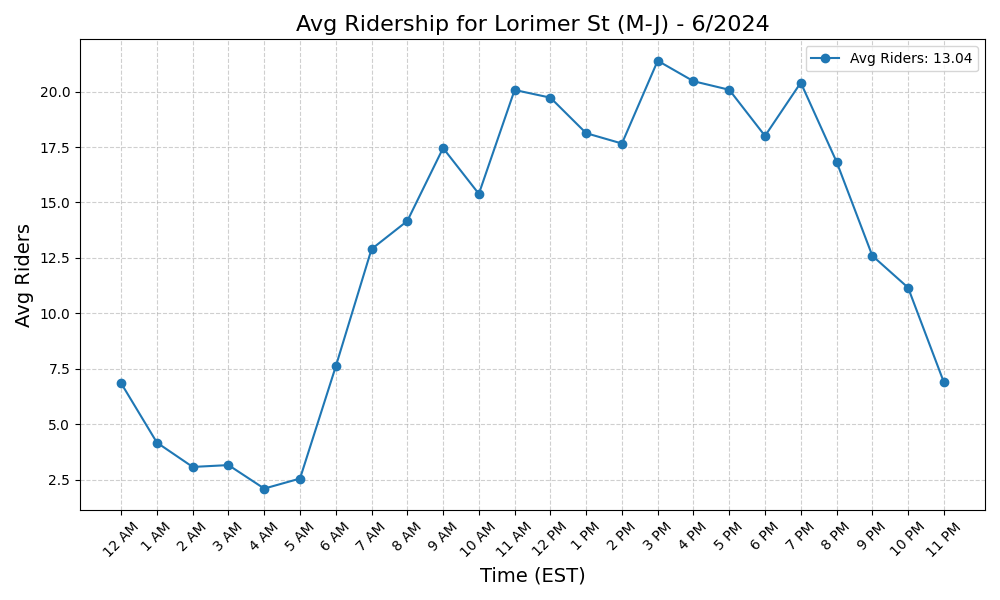 Avg Ridership for Lorimer St (M-J) - 6/2024
Avg Riders: 13.04
Avg Riders
20.0
17.5
15.0
12.5
10.0
7.5
5.0
2.5
12 AM
1 AM
2 AM
3 AM
4 AM
5 AM
6 AM
7 AM
8 AM
9 AM
10 AM
11 AM
12 PM
1 PM
2 PM
3 PM
4 PM
5 PM
6 PM
7 PM
8 PM
9 PM
10 PM
11 PM
Time (EST)